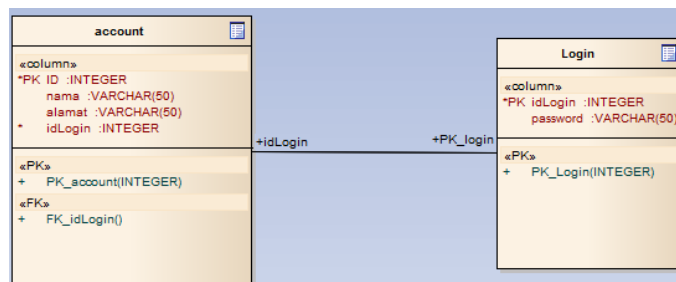 account
«column»
*PK ID :INTEGER
nama :VARCHAR(50)
alamat :VARCHAR(50)
* idLogin :INTEGER
«PK»
+ PK_account(INTEGER)
«FK»
+ FK_idLogin()
+idLogin
+PK_login
Login
«column»
*PK idLogin :INTEGER
password :VARCHAR(50)
«PK»
+ PK_Login(INTEGER)